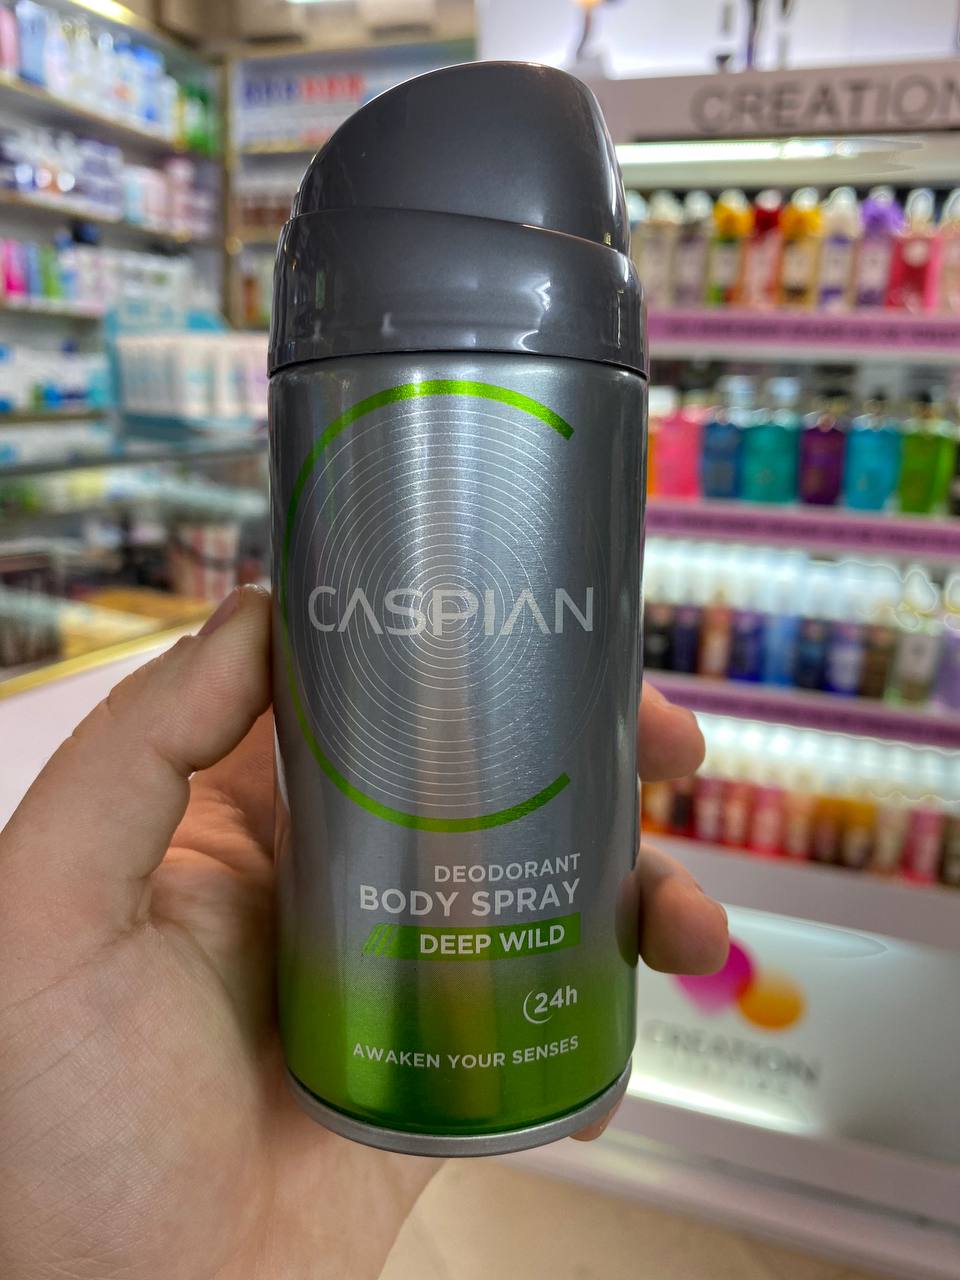 CREATION
CASPIAN
DEODORANT
BODY SPRAY
DEEP WILD
24h
AWAKEN YOUR SENSES
CREATION